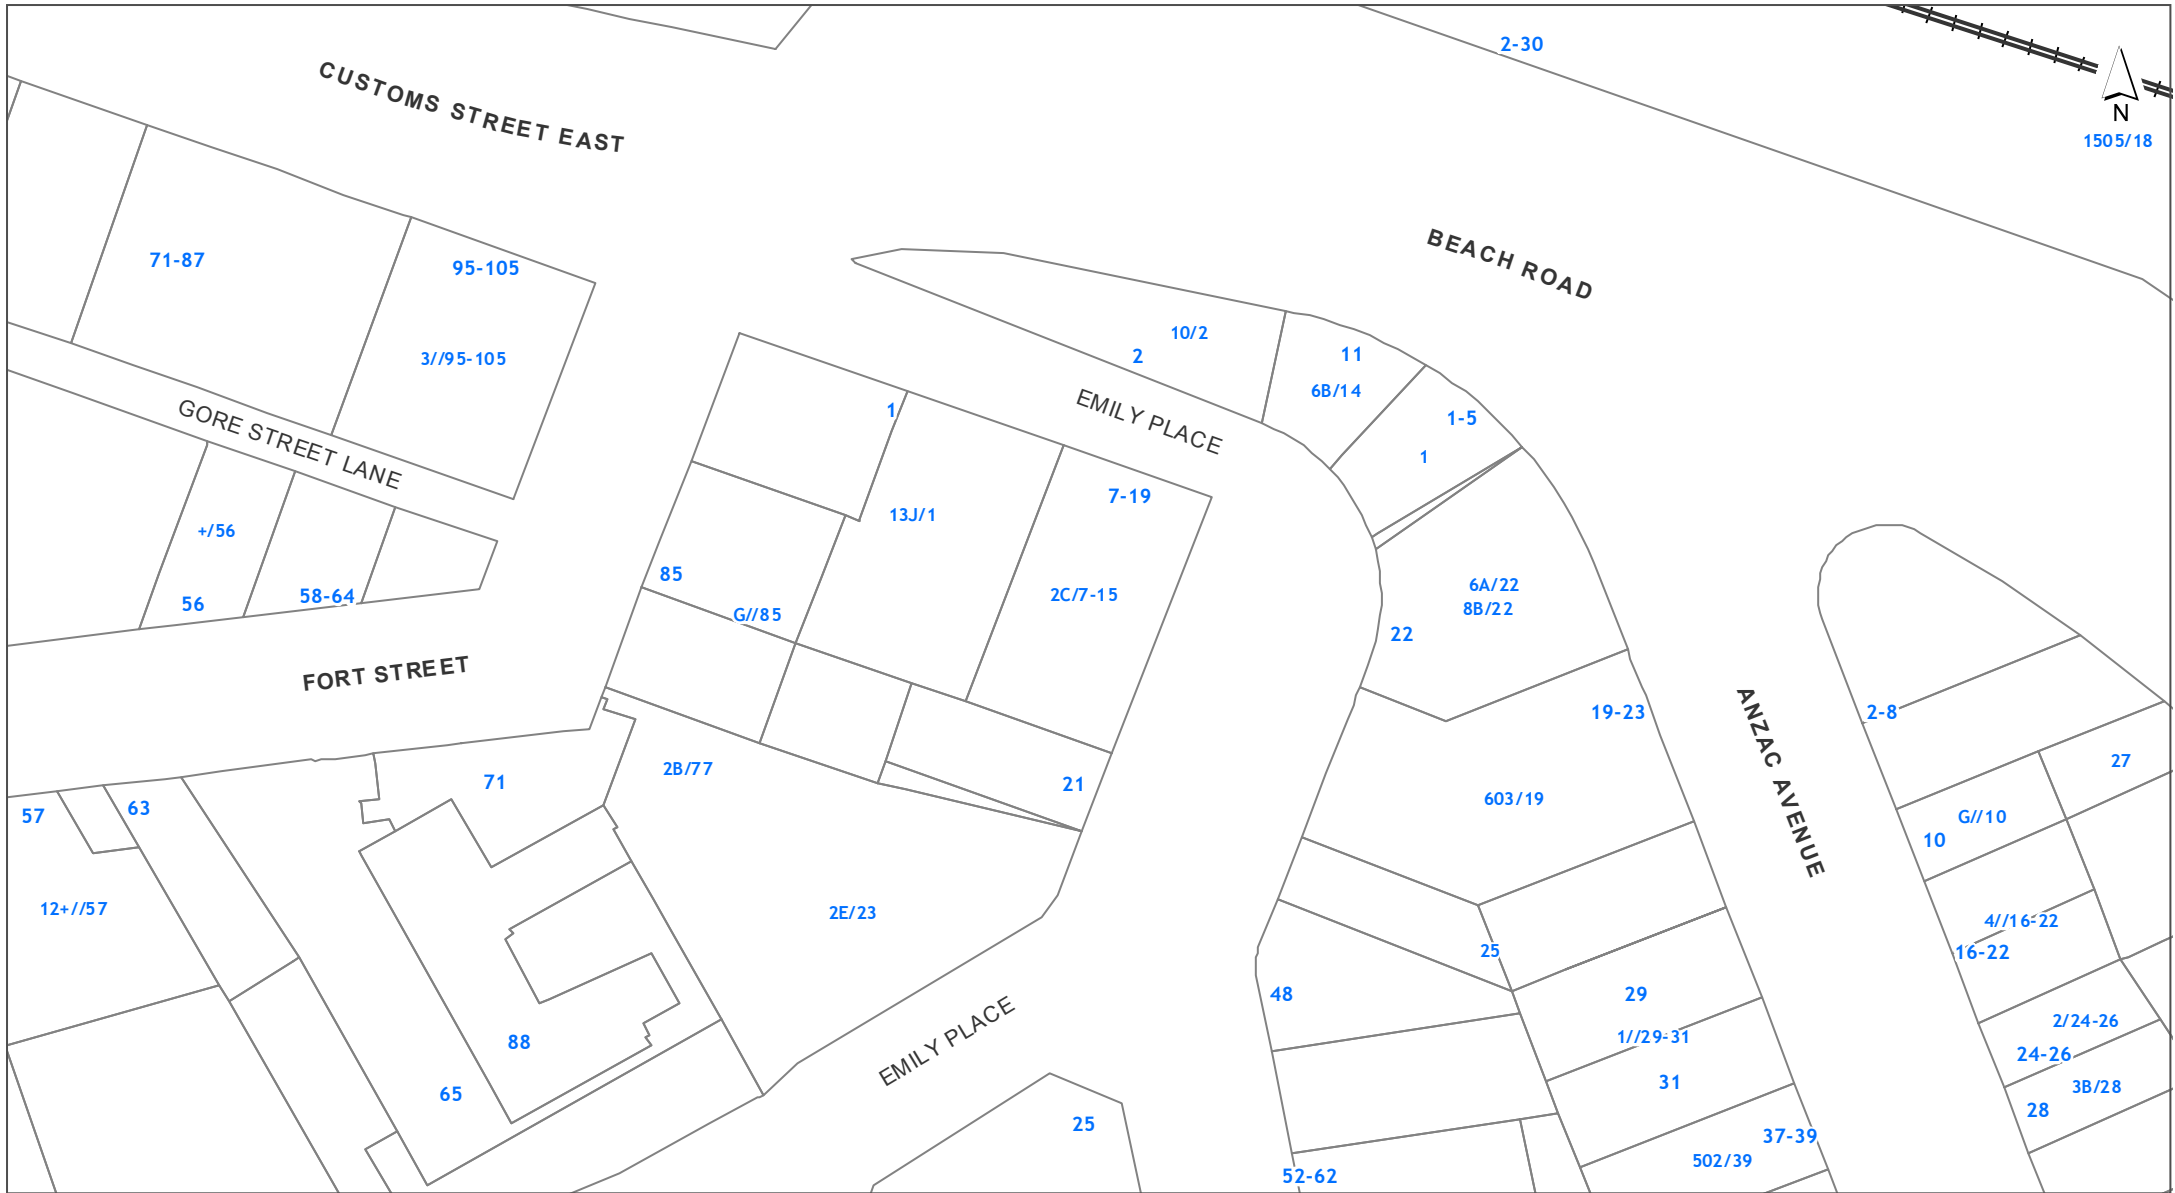 2-30
CUSTOMS STREET EAST
N
1505/18
BEACH ROAD
71-87
95-105
3//95-105
10/2
2
11
6B/14
1-5
1
EMILY PLACE
1
GORE STREET LANE
7-19
13J/1
+/56
56
58-64
85
G//85
2C/7-15
6A/22
8B/22
22
FORT STREET
19-23
2-8
ANZAC AVENUE
2B/77
71
21
603/19
27
57
63
G//10
10
12+//57
2E/23
4//16-22
16-22
25
48
29
2/24-26
1//29-31
88
24-26
EMILY PLACE
65
31
3B/28
28
25
37-39
502/39
52-62